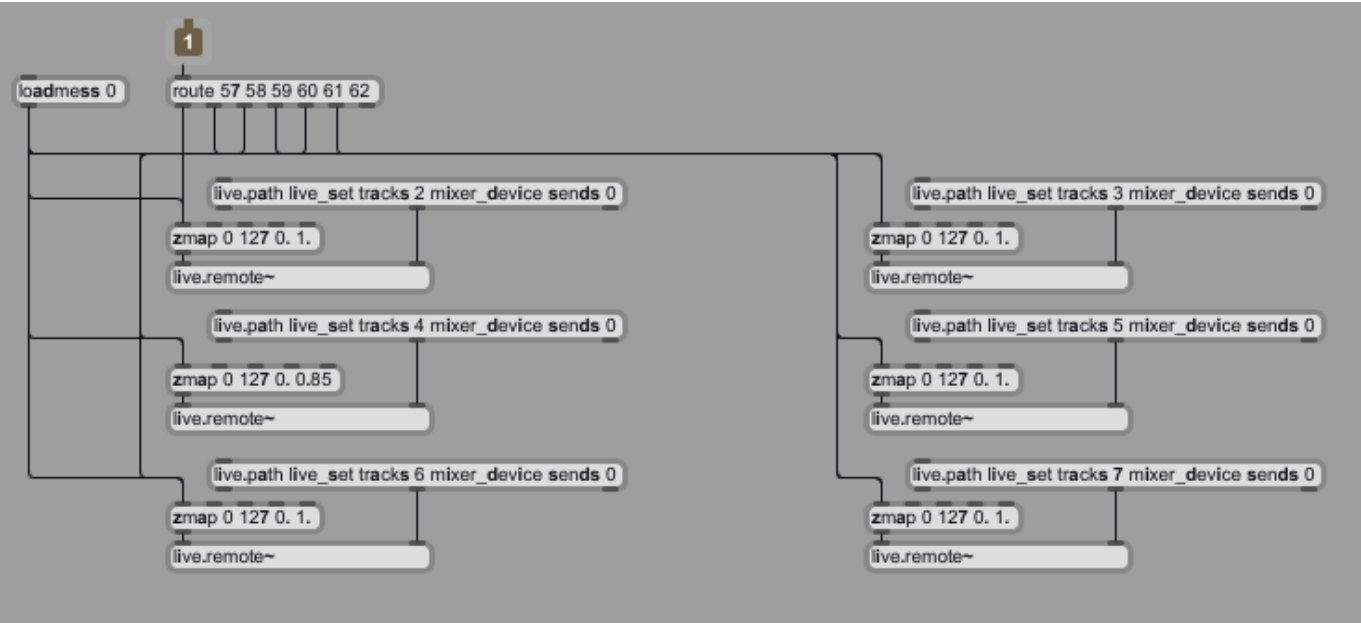 1
loadmess 0
route 57 58 59 60 61 62
live.path live_set tracks 2 mixer_device sends 0
live.path live_set tracks 3 mixer_device sends 0
zmap 0 127 0. 1.
zmap 0 127 0. 1.
live.remote~
live.remote~
live.path live_set tracks 4 mixer_device sends 0
live.path live_set tracks 5 mixer_device sends 0
zmap 0 127 0. 0.85
zmap 0 127 0. 1.
live.remote~
live.remote~
live.path live_set tracks 6 mixer_device sends 0
live.path live_set tracks 7 mixer_device sends 0
zmap 0 127 0. 1.
zmap 0 127 0. 1.
live.remote~
live.remote~